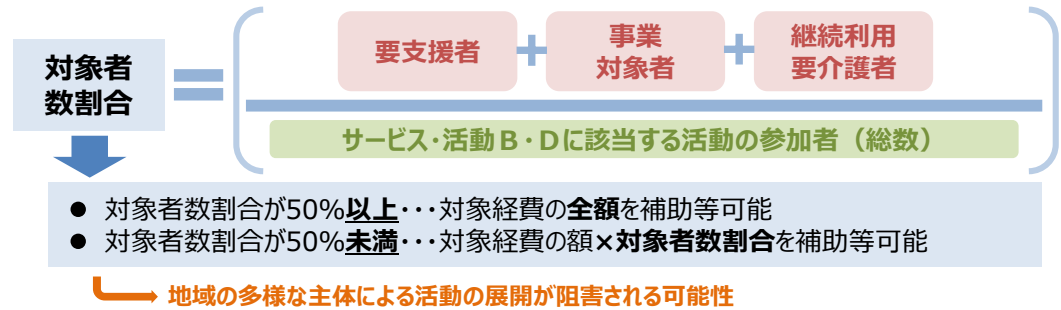 対象者
数割合
=
要支援者
+
事業
対象者
+
継続利用
要介護者
サービス・活動B・Dに該当する活動の参加者（総数）
● 対象者数割合が50%以上・・・対象経費の全額を補助等可能
● 対象者数割合が50%未満・・・対象経費の額×対象者数割合を補助等可能
地域の多様な主体による活動の展開が阻害される可能性